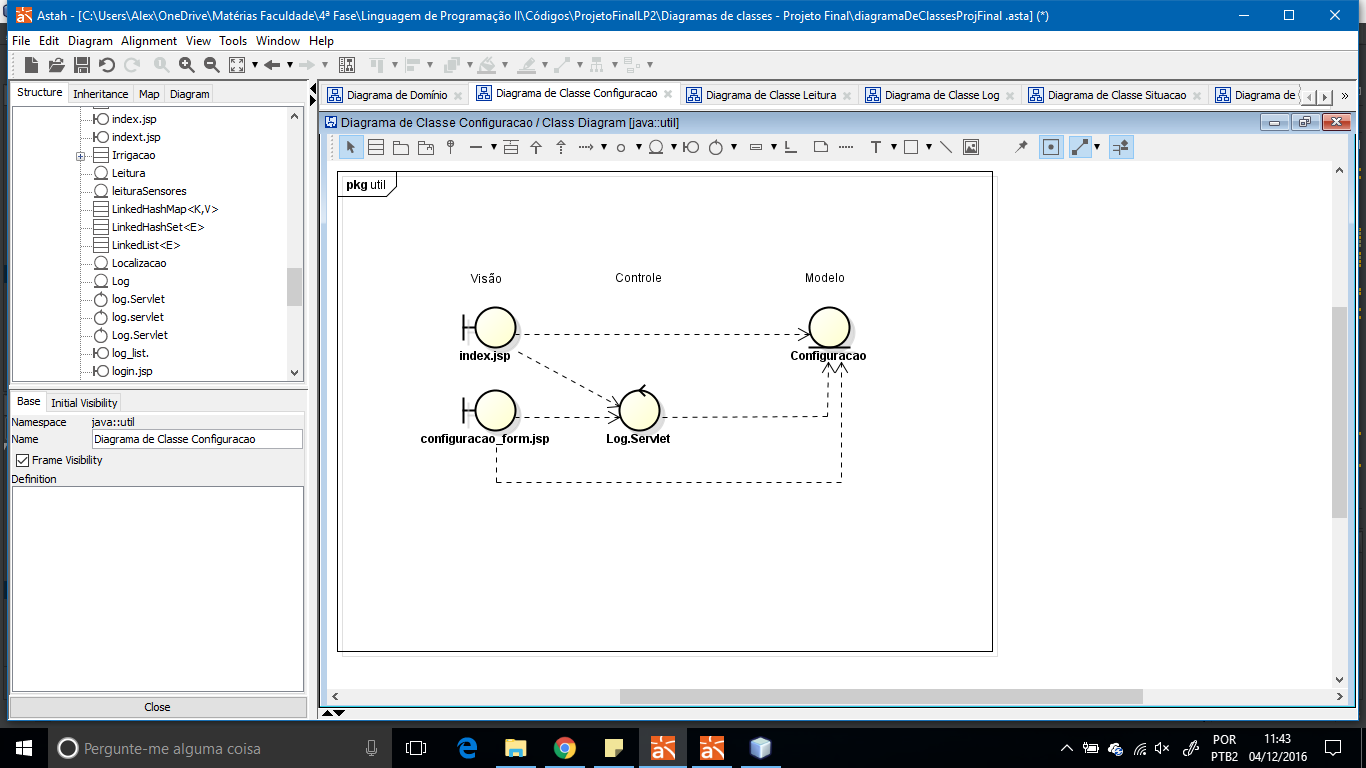 Astah - [C:\Users\Alex\OneDrive\Matérias Faculdade\4ª Fase\Linguagem de Programação II\Códigos\ProjetoFinalLP2\Diagramas de classes - Projeto Final\diagramaDeClassesProjFinal .asta] (*)
File Edit Diagram Alignment View Tools Window Help
Structure Inheritance Map Diagram
index.jsp
indext.jsp
Irrigacao
Leitura
leituraSensores
LinkedHashMap<K,V>
LinkedHashSet<E>
LinkedList<E>
Localizacao
Log
log.Servlet
log.servlet
Log.Servlet
log_list.
login.jsp
Base Initial Visibility
Namespace java::util
Name Diagrama de Classe Configuracao
Frame Visibility
Definition
Close
Diagrama de Domínio Diagrama de Classe Configuracao Diagrama de Classe Leitura Diagrama de Classe Log Diagrama de Classe Situacao Diagrama de
Diagrama de Classe Configuracao / Class Diagram [java::util]
T
pkg util
Visão Controle Modelo
index.jsp Configuracao
configuracao_form.jsp Log.Servlet
Pergunte-me alguma coisa
POR
PTB2
11:43
04/12/2016